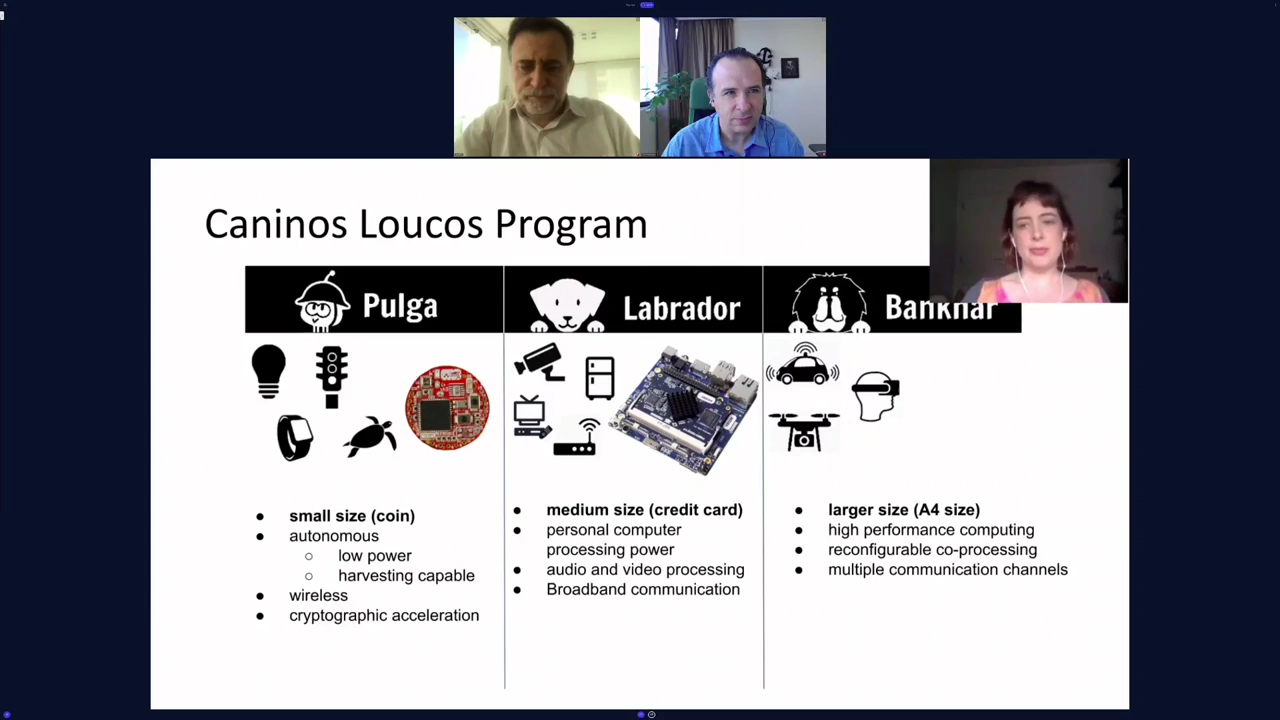 Caninos Loucos Program
Pulga
Labrador
Bankhar
small size (coin)
autonomous
low power
harvesting capable
wireless
cryptographic acceleration
medium size (credit card)
personal computer
processing power
audio and video processing
Broadband communication
larger size (A4 size)
high performance computing
reconfigurable co-processing
multiple communication channels